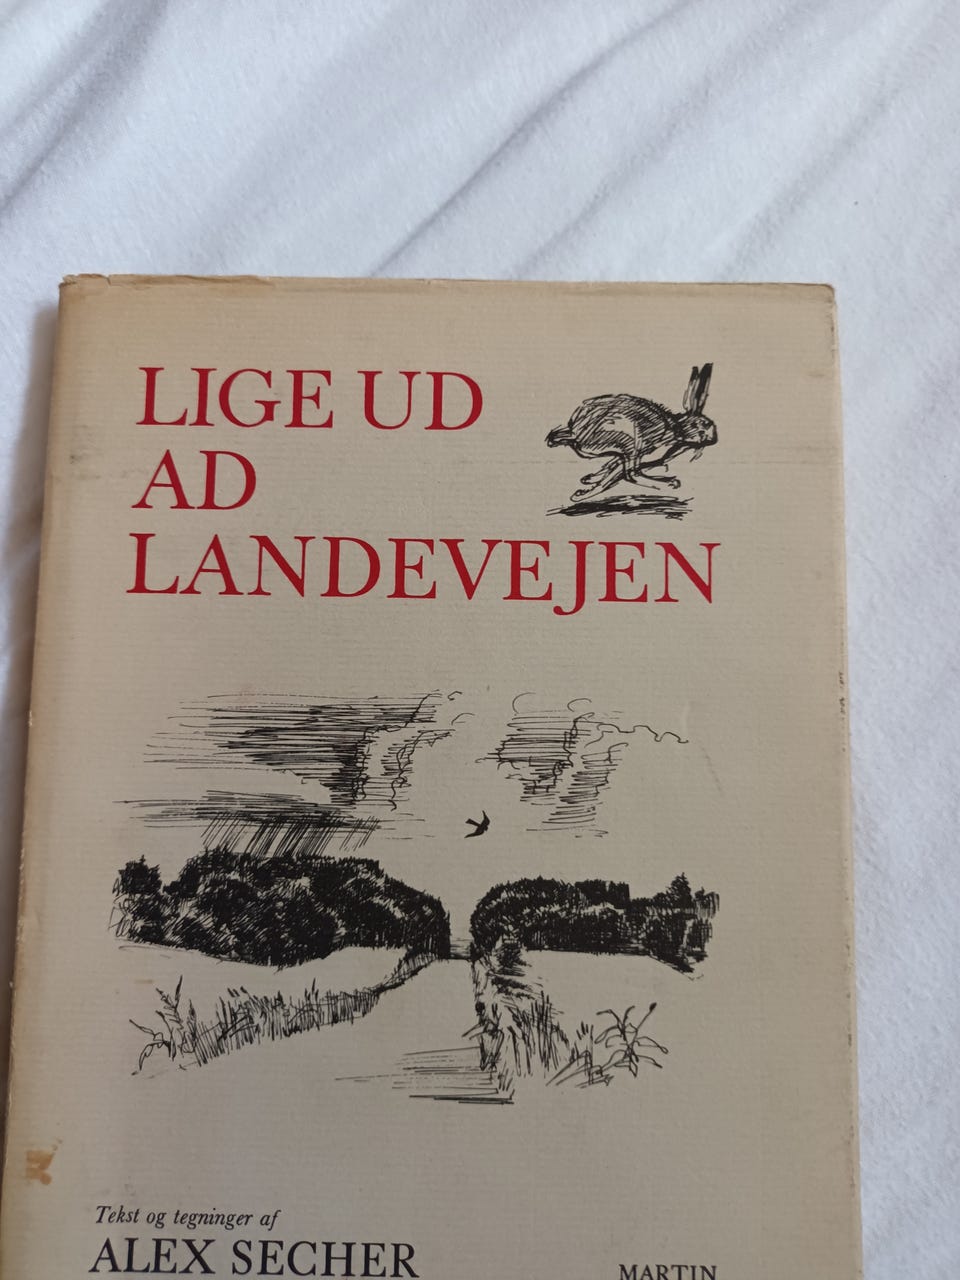 LIGE UD
AD
LANDEVEJEN
Tekst og tegninger af
ALEX SECHER
MARTIN